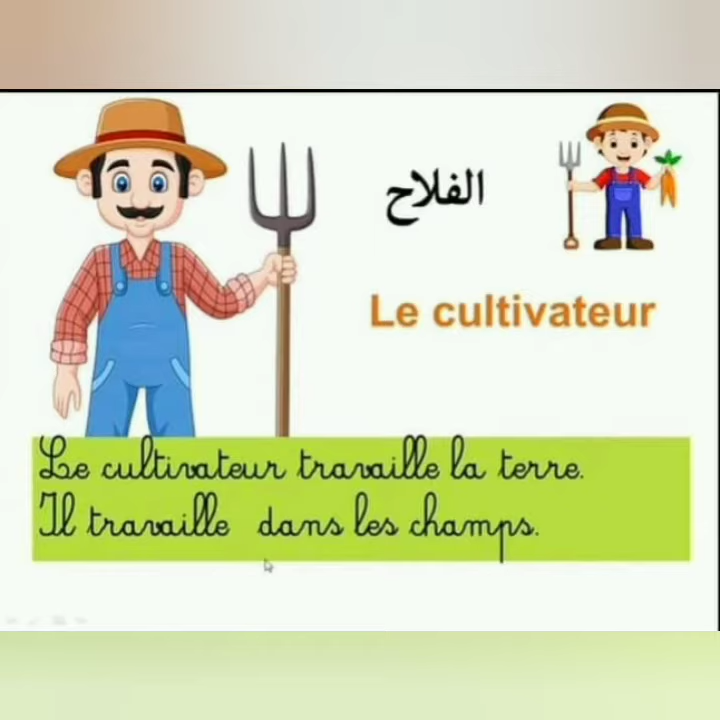 الفلاح
Le cultivateur
Le cultivateur travaille la terre.
Il travaille dans les champs.